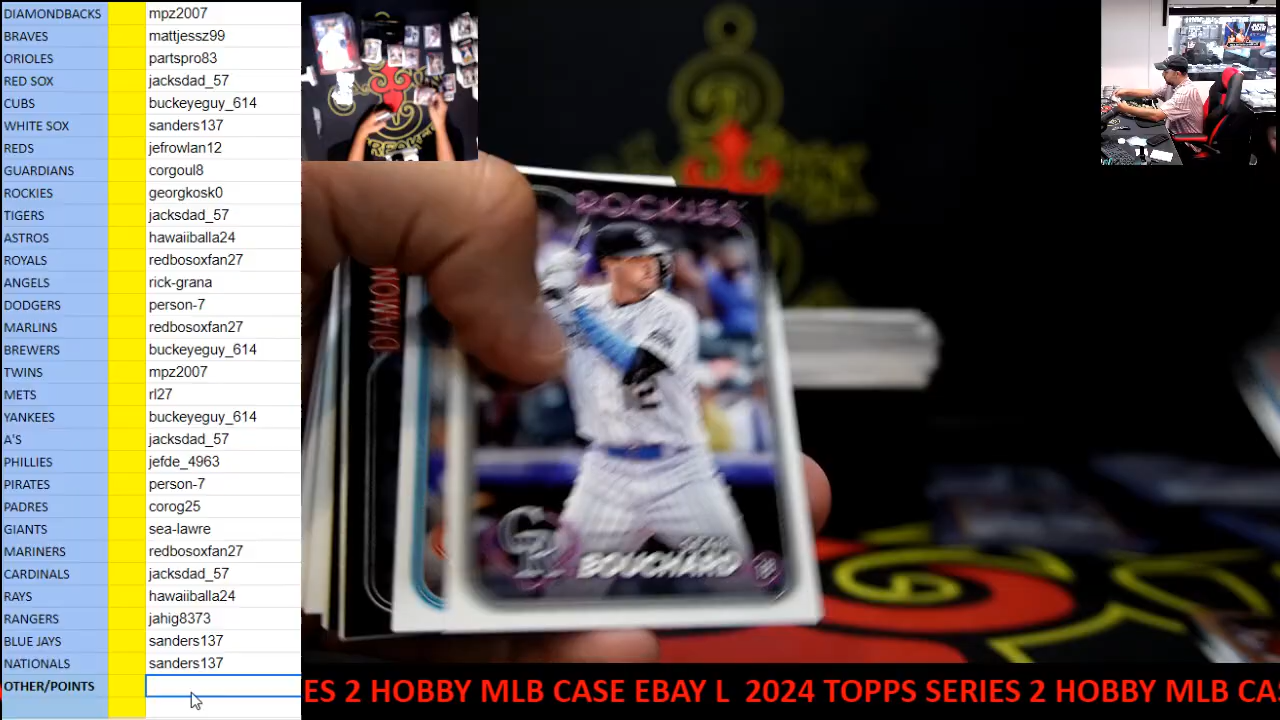 DIAMONDBACKS mpz2007
BRAVES mattjessz99
ORIOLES partspro83
RED SOX jacksdad_57
CUBS buckeyeguy_614
WHITE SOX sanders137
REDS jefrowlan12
GUARDIANS corgoul8
ROCKIES georgkosk0
TIGERS jacksdad_57
ASTROS hawaiiballa24
ROYALS redbosoxfan27
ANGELS rick-grana
DODGERS person-7
MARLINS redbosoxfan27
BREWERS buckeyeguy_614
TWINS mpz2007
METS rl27
YANKEES buckeyeguy_614
A'S jacksdad_57
PHILLIES jefde_4963
PIRATES person-7
PADRES corog25
GIANTS sea-lawre
MARINERS redbosoxfan27
CARDINALS jacksdad_57
RAYS hawaiiballa24
RANGERS jahig8373
BLUE JAYS sanders137
NATIONALS sanders137
OTHER/POINTS
ROCKIES
DIAMON
12
CR
BOUCHARD
ES 2 HOBBY MLB CASE EBAY L 2024 TOPPS SERIES 2 HOBBY MLB CA